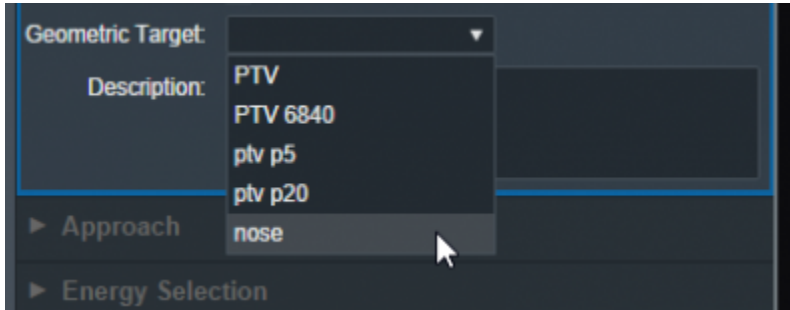 Geometric Target:
Description:
PTV
PTV 6840
ptv p5
ptv p20
nose
Approach
Energy Selection